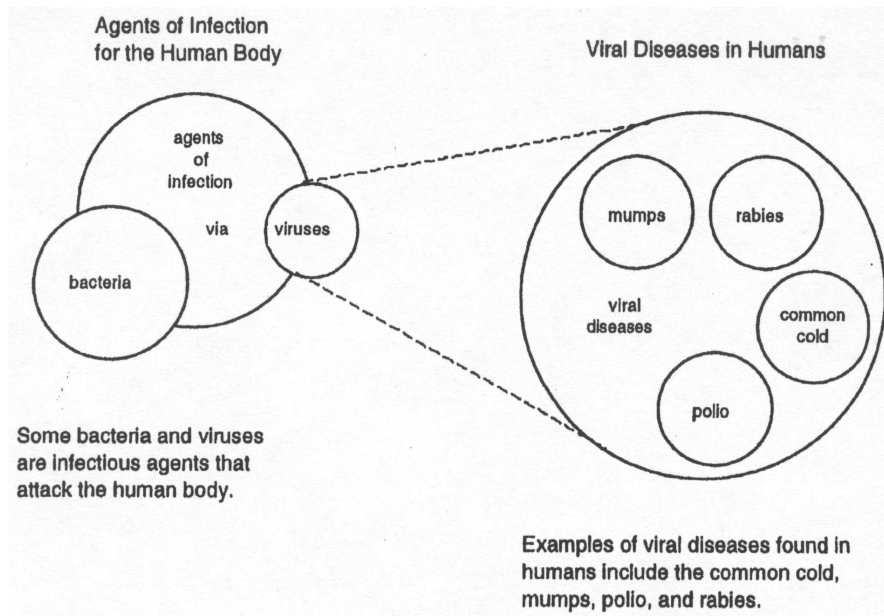 Agents of Infection
for the Human Body
agents
of
infection
via
viruses
bacteria
Some bacteria and viruses
are infectious agents that
attack the human body.
Viral Diseases in Humans
mumps
rabies
viral
diseases
common
cold
polio
Examples of viral diseases found in
humans include the common cold,
mumps, polio, and rabies.